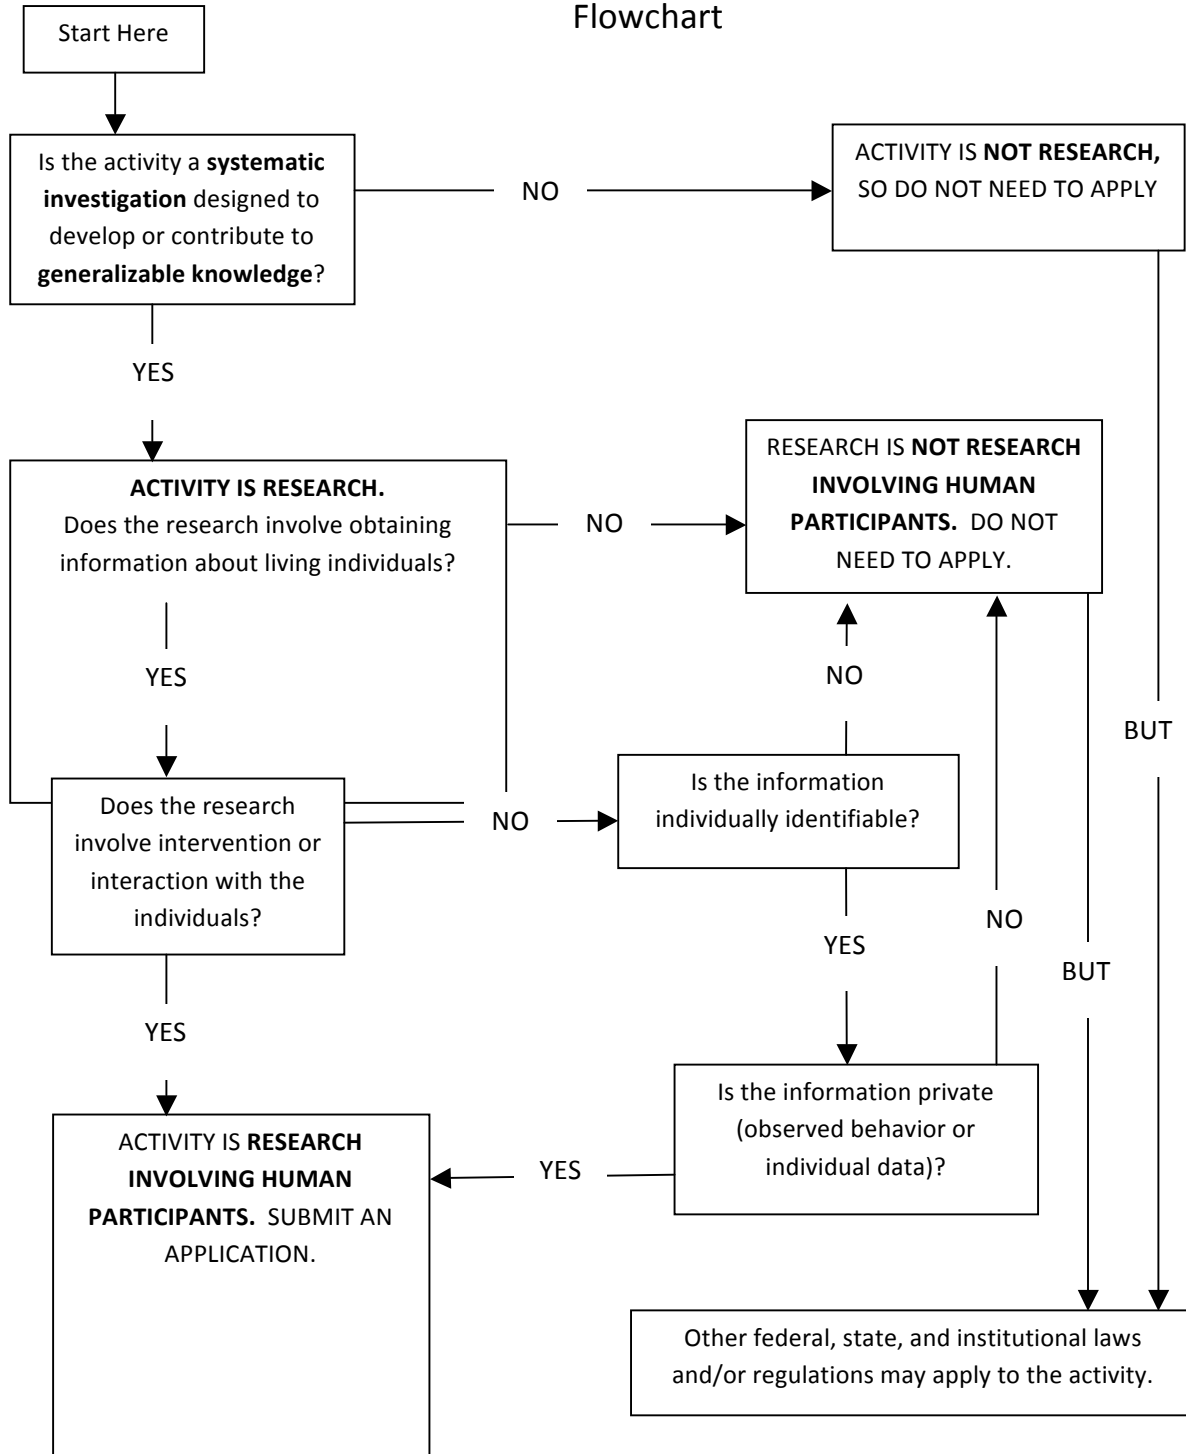 Flowchart
Start Here
Is the activity a systematic
investigation designed to
develop or contribute to
generalizable knowledge?
NO
ACTIVITY IS NOT RESEARCH,
SO DO NOT NEED TO APPLY
YES
ACTIVITY IS RESEARCH.
Does the research involve obtaining
information about living individuals?
NO
RESEARCH IS NOT RESEARCH
INVOLVING HUMAN
PARTICIPANTS. DO NOT
NEED TO APPLY.
YES
NO
BUT
Does the research
involve intervention or
interaction with the
individuals?
NO
Is the information
individually identifiable?
YES
NO
BUT
YES
Is the information private
(observed behavior or
individual data)?
YES
ACTIVITY IS RESEARCH
INVOLVING HUMAN
PARTICIPANTS. SUBMIT AN
APPLICATION.
Other federal, state, and institutional laws
and/or regulations may apply to the activity.